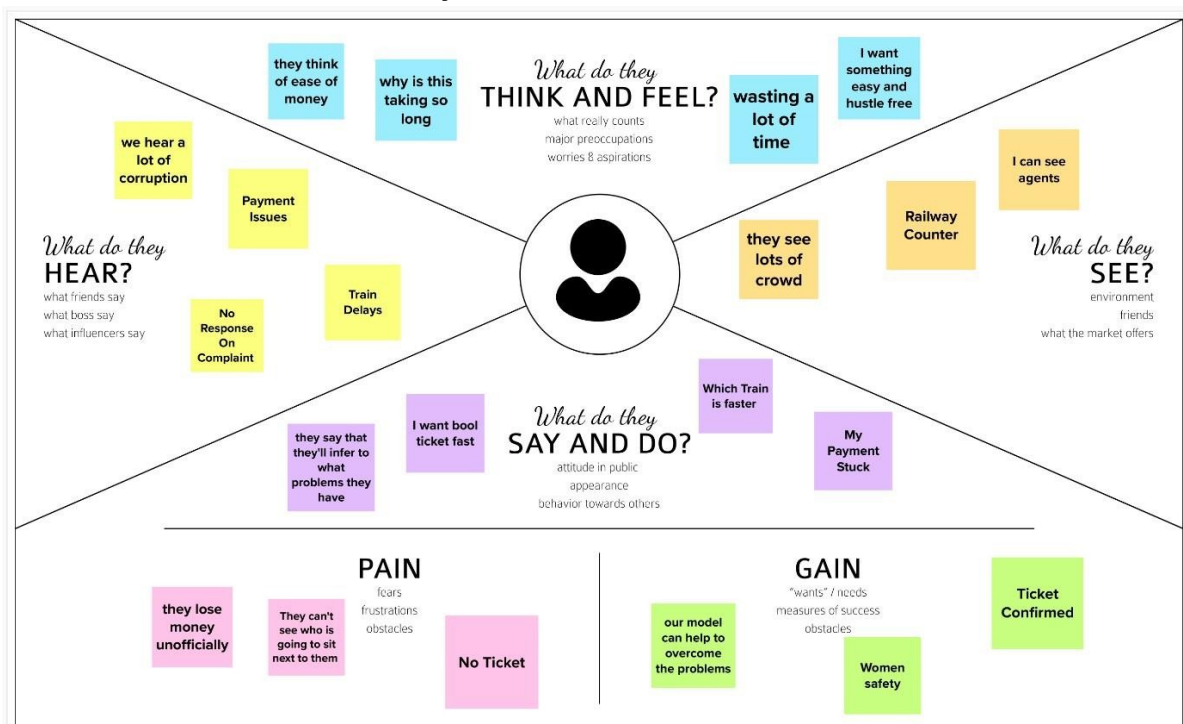 they think
of ease of
money
why is this
taking so
long
What do they
THINK AND FEEL?
what really counts
major preoccupations
worries & aspirations
wasting a
lot of
time
I want
something
easy and
hustle free
we hear a
lot of
corruption
Payment
Issues
What do they
HEAR?
what friends say
what boss say
what influencers say
No
Response
On
Complaint
Train
Delays
they see
lots of
crowd
Railway
Counter
I can see
agents
What do they
SEE?
environment
friends
what the market offers
they say that
they'll infer to
what
problems they
have
I want bool
ticket fast
What do they
SAY AND DO?
attitude in public
appearance
behavior towards others
Which Train
is faster
My
Payment
Stuck
PAIN
fears
frustrations
obstacles
they lose
money
unofficially
They can't
see who is
going to sit
next to them
No Ticket
GAIN
"wants" / needs
measures of success
obstacles
our model
can help to
overcome
the problems
Women
safety
Ticket
Confirmed